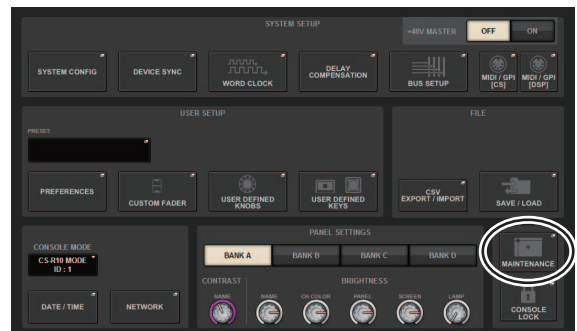 SYSTEM SETUP
+48V MASTER
OFF
ON
SYSTEM CONFIG
DEVICE SYNC
WORD CLOCK
DELAY
COMPENSATION
BUS SETUP
MIDI / GPI
[CS]
MIDI / GPI
[DSP]
USER SETUP
FILE
PRESET
PREFERENCES
CUSTOM FADER
USER DEFINED
KNOBS
USER DEFINED
KEYS
CSV
EXPORT / IMPORT
SAVE / LOAD
PANEL SETTINGS
CONSOLE MODE
CS-R10 MODE
ID : 1
BANK A
BANK B
BANK C
BANK D
MAINTENANCE
CONTRAST
BRIGHTNESS
NAME
NAME
CH COLOR
PANEL
SCREEN
LAMP
DATE / TIME
NETWORK
CONSOLE
LOCK